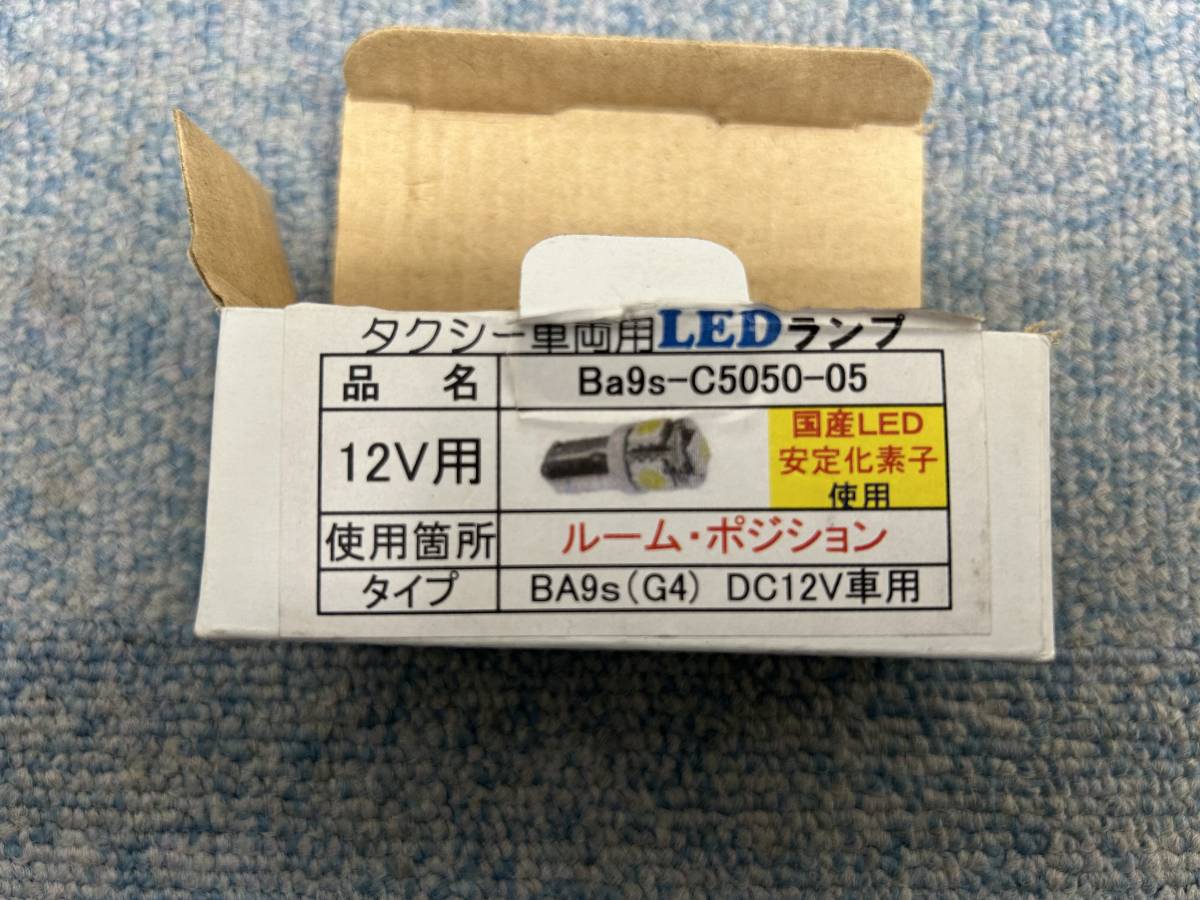 タクシー車両用LEDランプ
品 名
Ba9s-C5050-05
12V用
国産LED
安定化素子
使用
使用箇所
ルーム・ポジション
タイプ
BA9s(G4) DC12V車用